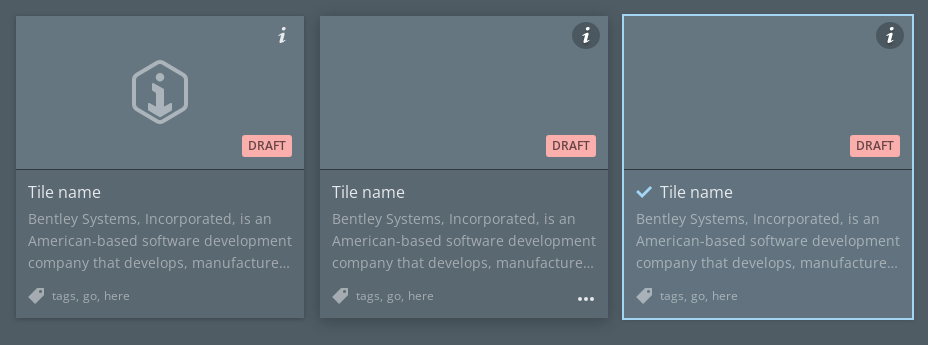 DRAFT
Tile name
Bentley Systems, Incorporated, is an
American-based software development
company that develops, manufacture...
tags, go, here
DRAFT
Tile name
Bentley Systems, Incorporated, is an
American-based software development
company that develops, manufacture...
tags, go, here
DRAFT
Tile name
Bentley Systems, Incorporated, is an
American-based software development
company that develops, manufacture...
tags, go, here